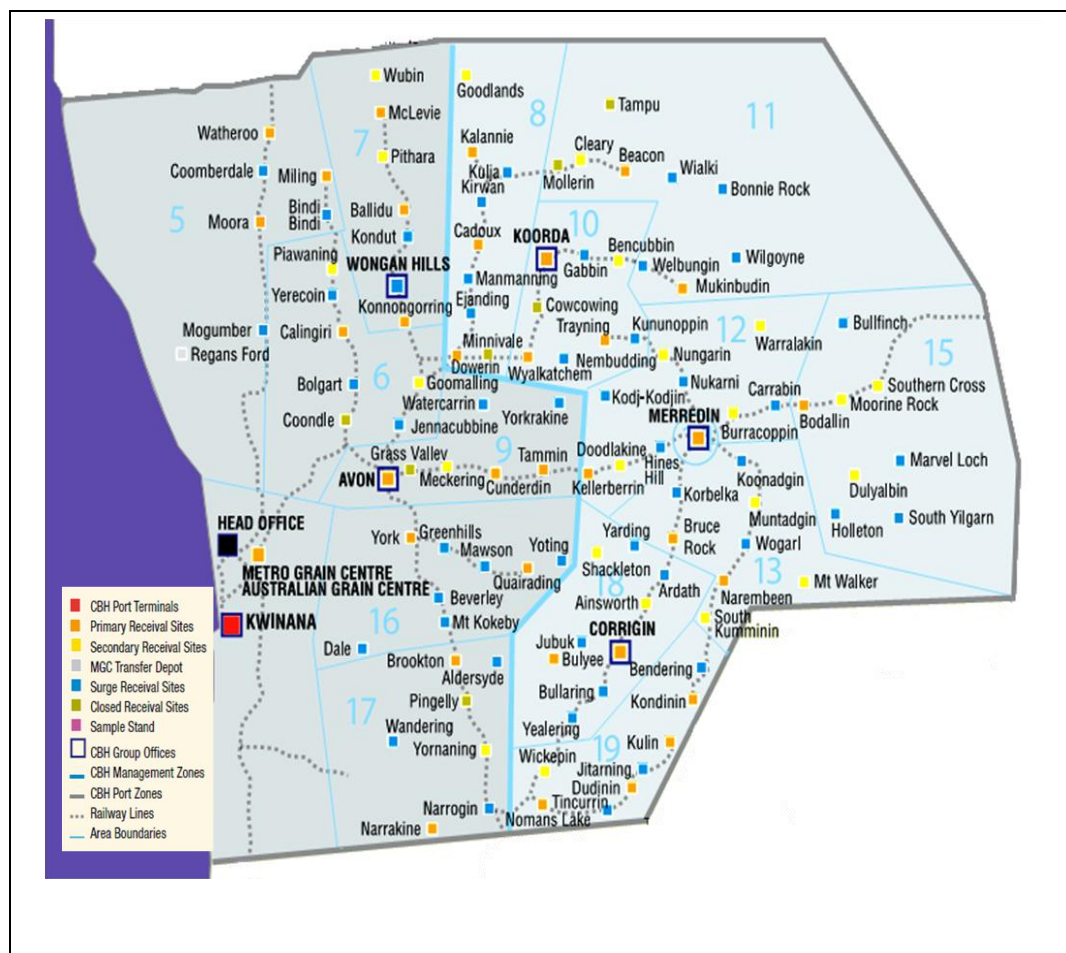 Wubin
Goodlands
McLevie
Tampu
8
11
Watheroo
7
Kalannie
Cleary
Beacon
Pithara
Coomberdale
Miling
Kulja
Mollerin
Wialki
Kirwan
Bonnie Rock
Bindi
Bindi
Ballidu
5
Moora
10
Kondut
Cadoux
KOORDA
Bencubbin
Piawaning
WONGAN HILLS
Gabbin
Welbungin
Wilgoyne
Manmanning
Mukinbudin
Yerecoin
Konnongorring
Ejanding
Cowcowing
12
Mogumber
Calingiri
Trayning
Kununoppin
Bullfinch
Minnivale
Warralakin
Regans Ford
Dowerin
Nembudding
Nungarin
15
Wyalkatchem
6
Bolgart
Goomalling
Nukarni
Southern Cross
Watercarrin
Kodj-Kodjin
Carrabin
Moorine Rock
Yorkrakine
MERREDIN
Bodallin
Coondle
Jennacubbine
Burracoppin
9
Grass Valley
Tammin
Doodlakine
Hines
Hill
Marvel Loch
AVON
Meckering
Cunderdin
Kellerberrin
Koonadgin
Dulyalbin
Korbelka
Muntadgin
HEAD OFFICE
Holleton
South Yilgarn
York
Greenhills
Yarding
Bruce
Rock
Mawson
Yoting
Wogarl
METRO GRAIN CENTRE
AUSTRALIAN GRAIN CENTRE
Quairading
Shackleton
13
18
Ardath
Mt Walker
Beverley
Ainsworth
Narembeen
KWINANA
16
Mt Kokeby
CORRIGIN
South
Kumminin
Dale
Jubuk
Brookton
Bulyee
Bendering
Aldersyde
Bullaring
Kondinin
17
Pingelly
Wandering
Yealering
Yornaning
19
Kulin
Wickepin
Jitarning
Dudinin
Narrogin
Tincurrin
Nomans Lake
Narrakine
CBH Port Terminals
Primary Receival Sites
Secondary Receival Sites
MGC Transfer Depot
Surge Receival Sites
Closed Receival Sites
Sample Stand
CBH Group Offices
CBH Management Zones
CBH Port Zones
Railway Lines
Area Boundaries